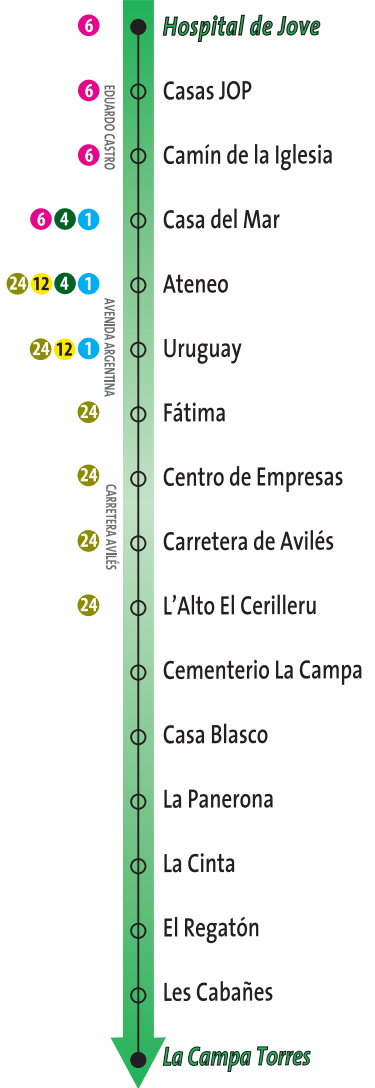 6 Hospital de Jove
6 Casas JOP
EDUARDO CASTRO
6 Camín de la Iglesia
6 4 1 Casa del Mar
24 12 4 1 Ateneo
AVENIDA ARGENTINA
24 12 1 Uruguay
24 Fátima
24 Centro de Empresas
CARRETERA AVILÉS
24 Carretera de Avilés
24 L’Alto El Cerilleru
Cementerio La Campa
Casa Blasco
La Panerona
La Cinta
El Regatón
Les Cabañes
La Campa Torres